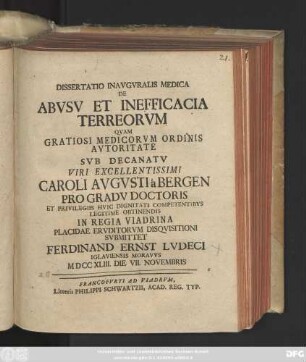 21.
DISSERTATIO INAVGVRALIS MEDICA
DE
ABVSV ET INEFFICACIA
TERREORVM
QVAM
GRATIOSI MEDICORVM ORDINIS
AVTORITATE
SVB DECANATV
VIRI EXCELLENTISSIMI
CAROLI AVGVSTI à BERGEN
PRO GRADV DOCTORIS
ET PRIVILEGIIS HVIC DIGNITATI COMPETENTIBVS
LEGITIME OBTINENDIS
IN REGIA VIADRINA
PLACIDAE ERVDITORVM DISQVISITIONI
SVBMITTET
FERDINAND ERNST LVDECI
IGLAVIENSIS MORAVVS
MDCCXLIII. DIE VII. NOVEMBRIS
FRANCOFVRTI AD VIADRVM,
Litteris PHILIPPI SCHWARTZII, ACAD. REG. TYP.